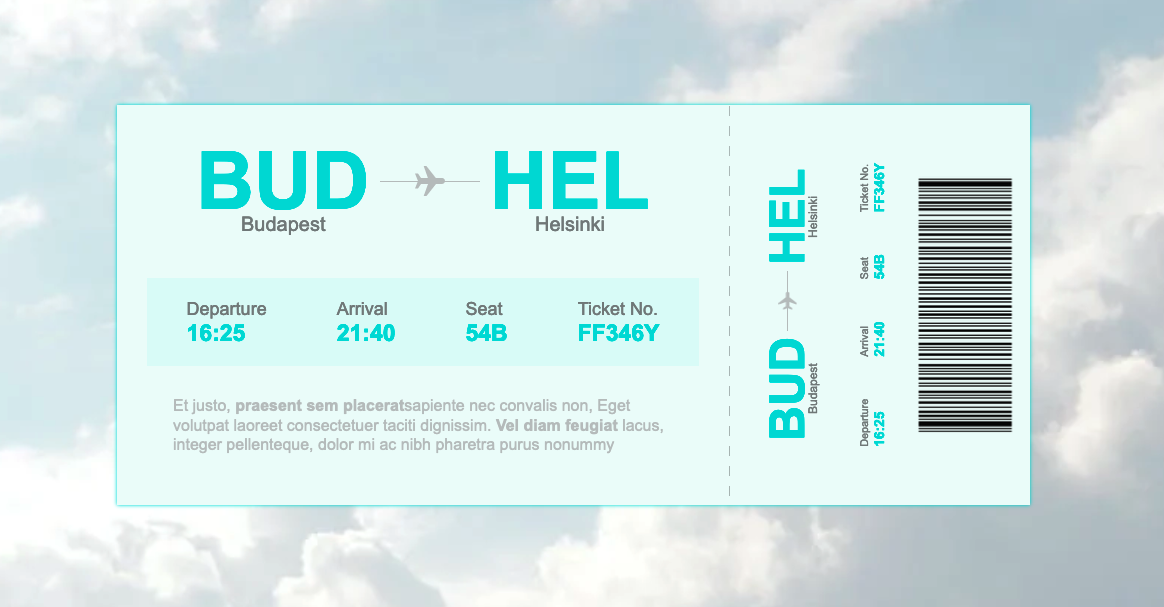 BUD HEL
Budapest Helsinki
Departure Arrival Seat Ticket No.
16:25 21:40 54B FF346Y
Et justo, praesent sem placeratsapiente nec convalis non, Eget
volutpat laoreet consectetuer taciti dignissim. Vel diam feugiat lacus,
integer pellenteque, dolor mi ac nibh pharetra purus nonummy
BUD HEL
Budapest Helsinki
Departure Arrival Seat Ticket No.
16:25 21:40 54B FF346Y